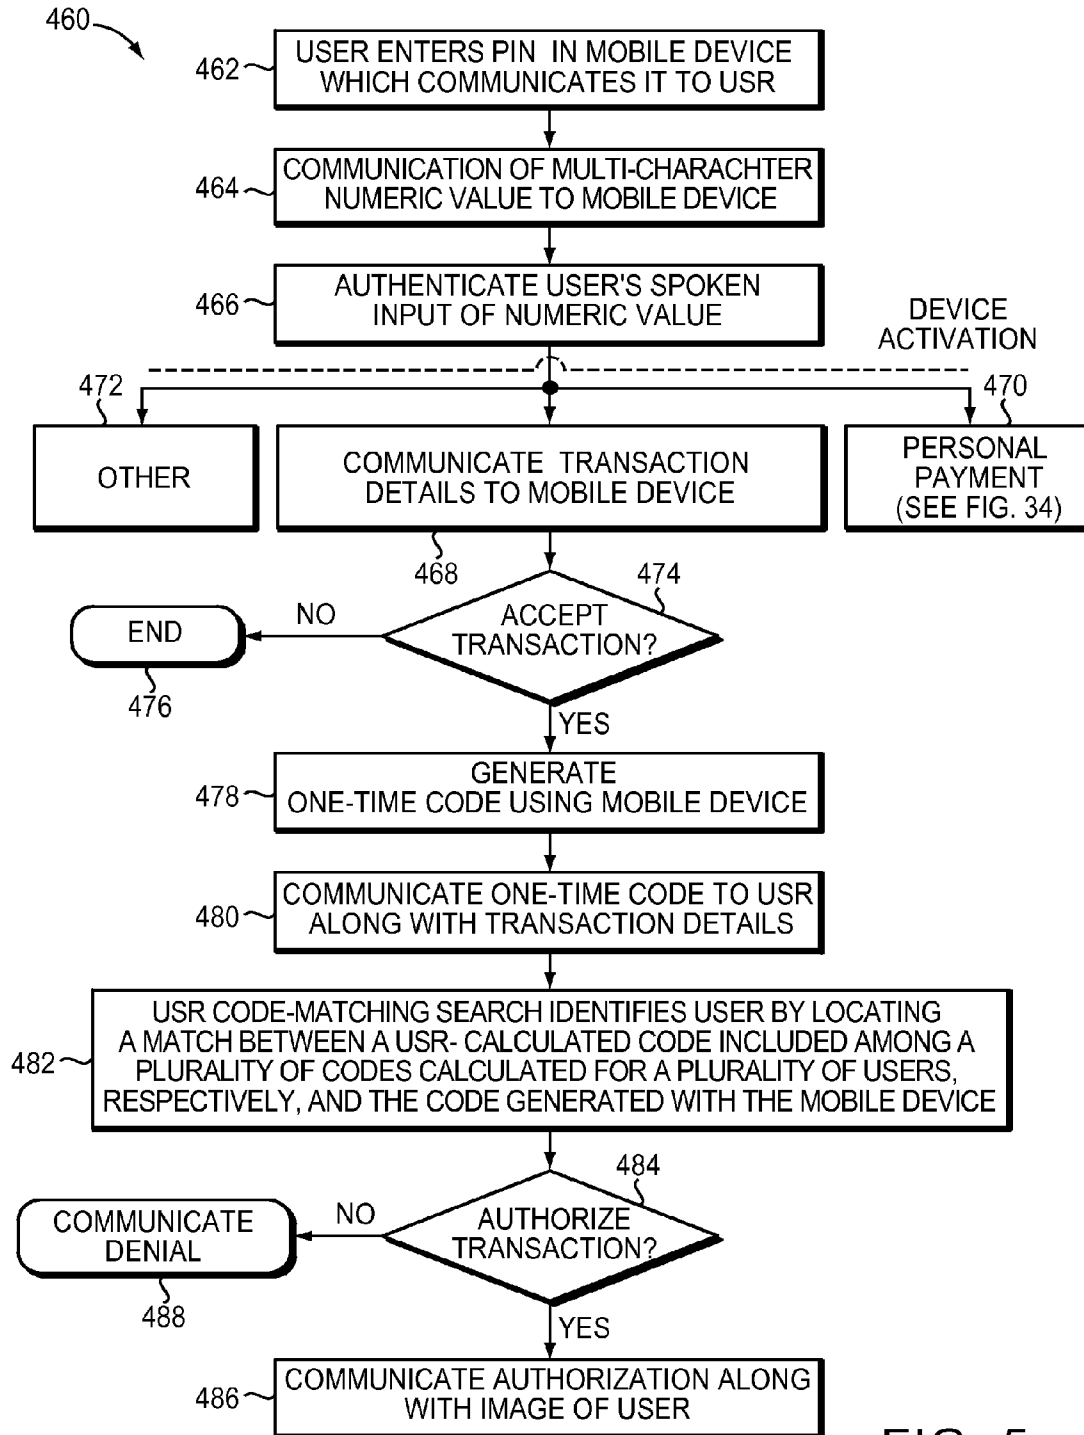 460
462
USER ENTERS PIN IN MOBILE DEVICE
WHICH COMMUNICATES IT TO USR
464
COMMUNICATION OF MULTI-CHARACHTER
NUMERIC VALUE TO MOBILE DEVICE
466
AUTHENTICATE USER'S SPOKEN
INPUT OF NUMERIC VALUE
DEVICE
ACTIVATION
472
470
OTHER
COMMUNICATE TRANSACTION
DETAILS TO MOBILE DEVICE
PERSONAL
PAYMENT
(SEE FIG. 34)
468
474
ACCEPT
TRANSACTION?
NO
END
476
YES
478
GENERATE
ONE-TIME CODE USING MOBILE DEVICE
480
COMMUNICATE ONE-TIME CODE TO USR
ALONG WITH TRANSACTION DETAILS
482
USR CODE-MATCHING SEARCH IDENTIFIES USER BY LOCATING
A MATCH BETWEEN A USR- CALCULATED CODE INCLUDED AMONG A
PLURALITY OF CODES CALCULATED FOR A PLURALITY OF USERS,
RESPECTIVELY, AND THE CODE GENERATED WITH THE MOBILE DEVICE
484
AUTHORIZE
TRANSACTION?
NO
COMMUNICATE
DENIAL
488
YES
486
COMMUNICATE AUTHORIZATION ALONG
WITH IMAGE OF USER